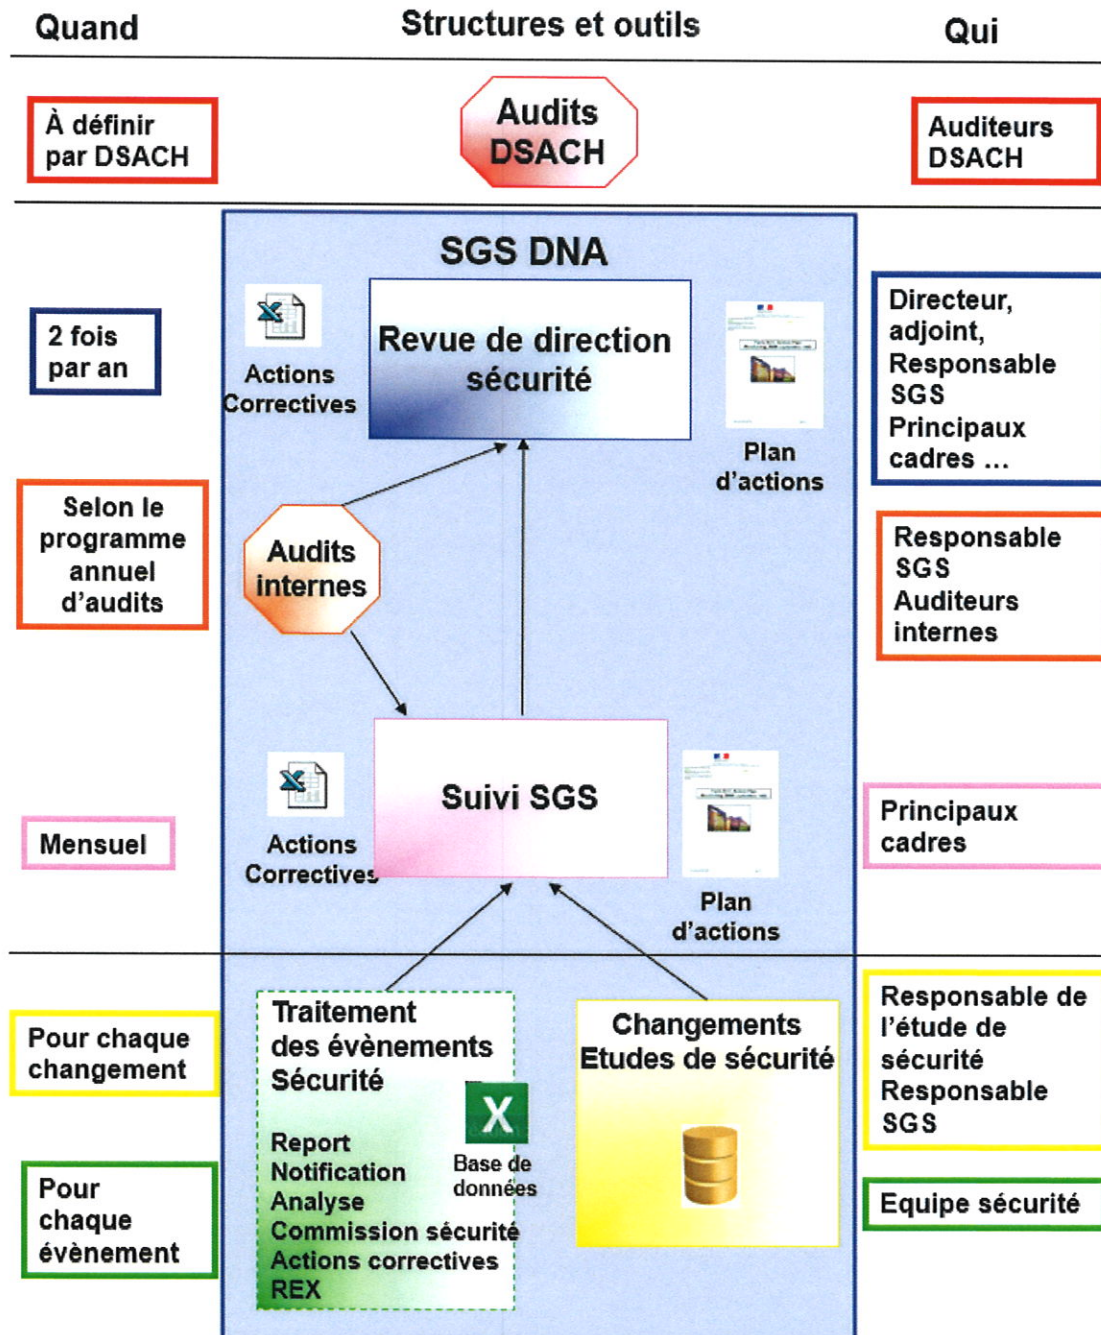 Quand
Structures et outils
Qui
À définir
par DSACH
Audits
DSACH
Auditeurs
DSACH
SGS DNA
2 fois
par an
Actions
Correctives
Revue de direction
sécurité
Plan
d'actions
Directeur,
adjoint,
Responsable
SGS
Principaux
cadres ...
Selon le
programme
annuel
d'audits
Audits
internes
Responsable
SGS
Auditeurs
internes
Mensuel
Actions
Correctives
Suivi SGS
Plan
d'actions
Principaux
cadres
Pour chaque
changement
Traitement
des évènements
Sécurité
Report
Notification
Analyse
Commission sécurité
Actions correctives
REX
Base de
données
Changements
Etudes de sécurité
Responsable de
l'étude de
sécurité
Responsable
SGS
Pour
chaque
évènement
Equipe sécurité